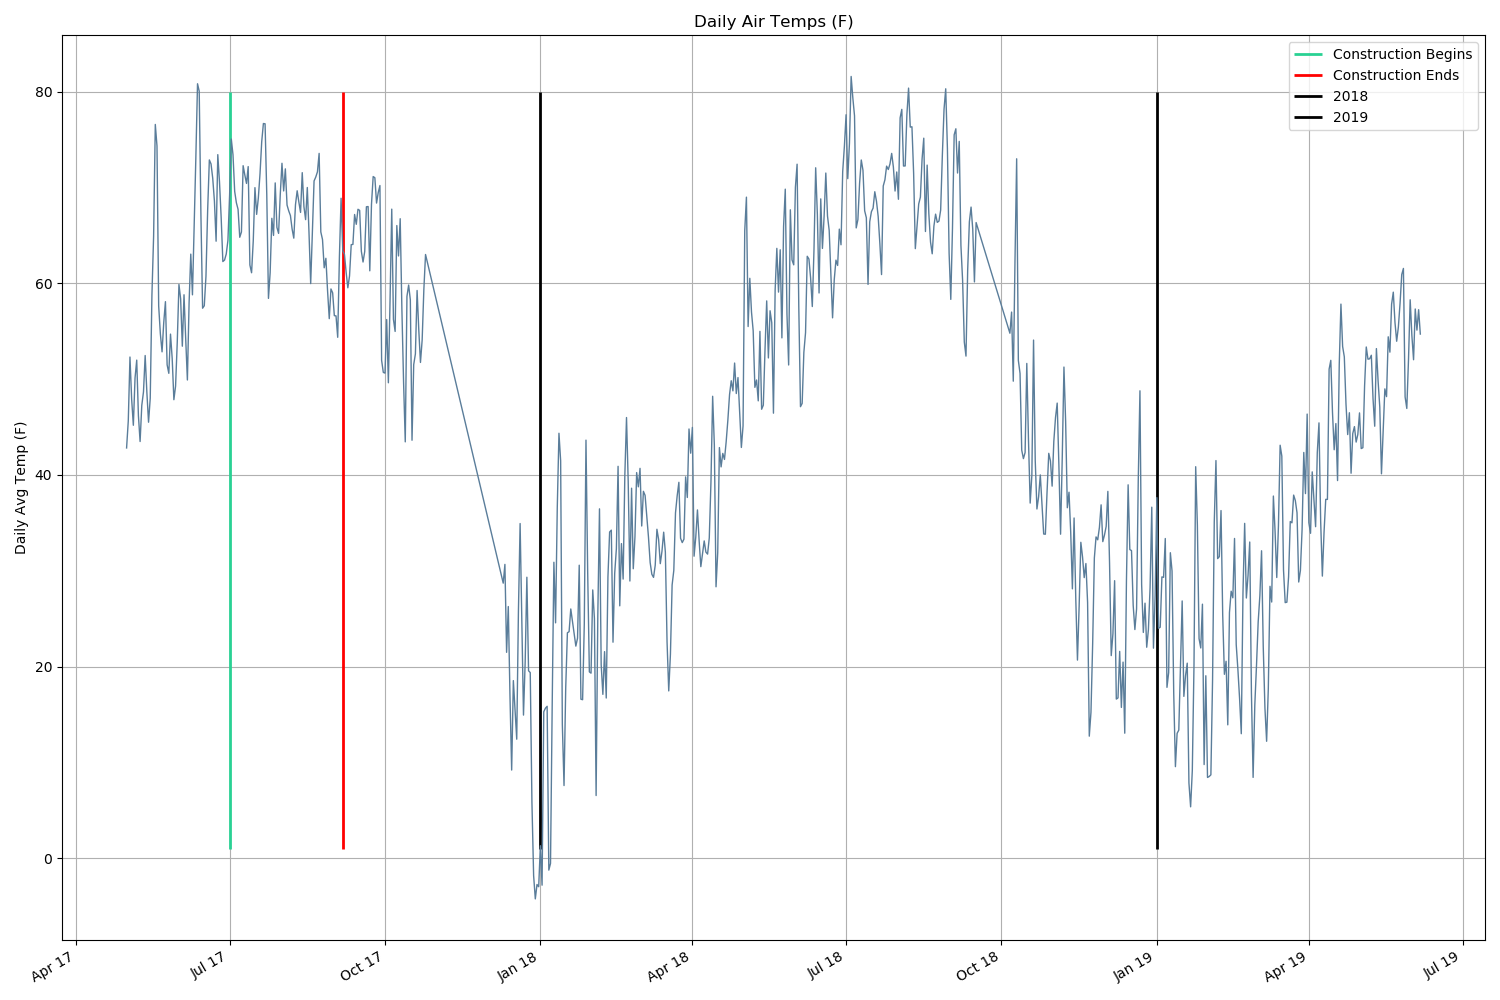 Daily Air Temps (F)
Construction Begins
Construction Ends
2018
2019
Daily Avg Temp (F)
80
60
40
20
0
Apr 17
Jul 17
Oct 17
Jan 18
Apr 18
Jul 18
Oct 18
Jan 19
Apr 19
Jul 19